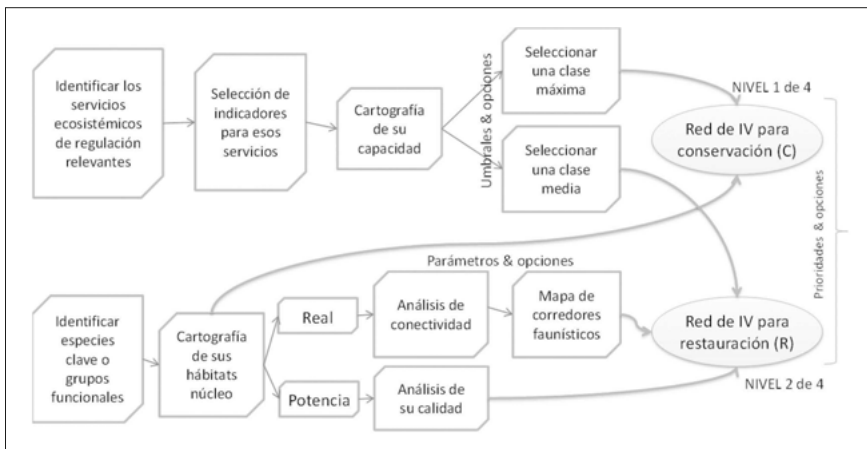 Identificar los
servicios
ecosistémicos
de regulación
relevantes
Selección de
indicadores
para esos
servicios
Cartografía
de su
capacidad
Umbrales & opciones
Seleccionar
una clase
máxima
Seleccionar
una clase
media
NIVEL 1 de 4
Red de IV para
conservación (C)
Prioridades & opciones
Parámetros & opciones
Identificar
especies
clave o
grupos
funcionales
Cartografía
de sus
hábitats
núcleo
Real
Análisis de
conectividad
Mapa de
corredores
faunísticos
Potencia
Análisis de
su calidad
Red de IV para
restauración (R)
NIVEL 2 de 4